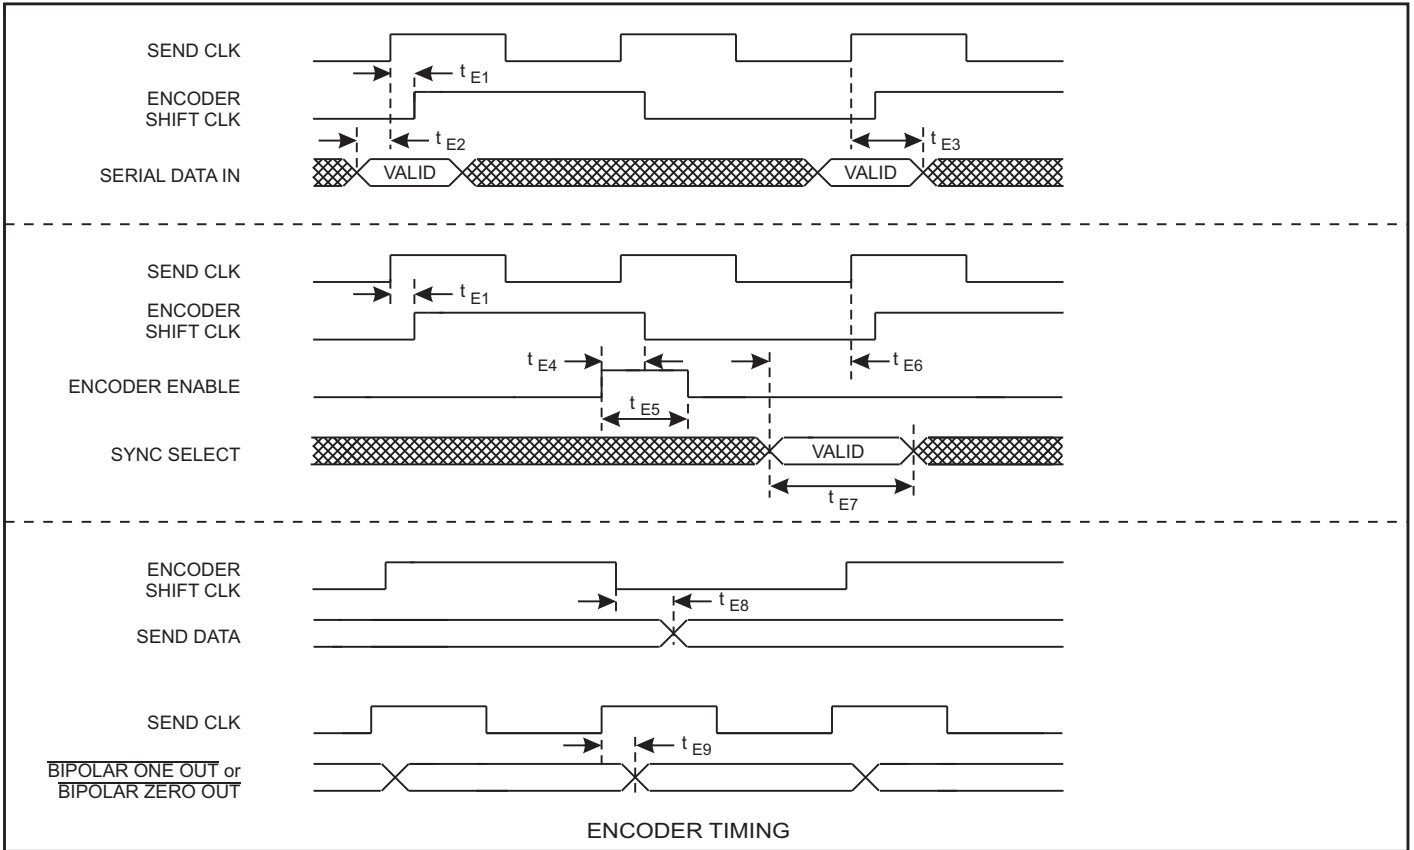 SEND CLK
t E1
ENCODER
SHIFT CLK
t E2
t E3
SERIAL DATA IN
VALID
VALID
SEND CLK
t E1
ENCODER
SHIFT CLK
t E4
t E6
ENCODER ENABLE
t E5
SYNC SELECT
VALID
t E7
ENCODER
SHIFT CLK
t E8
SEND DATA
SEND CLK
t E9
BIPOLAR ONE OUT or
BIPOLAR ZERO OUT
ENCODER TIMING